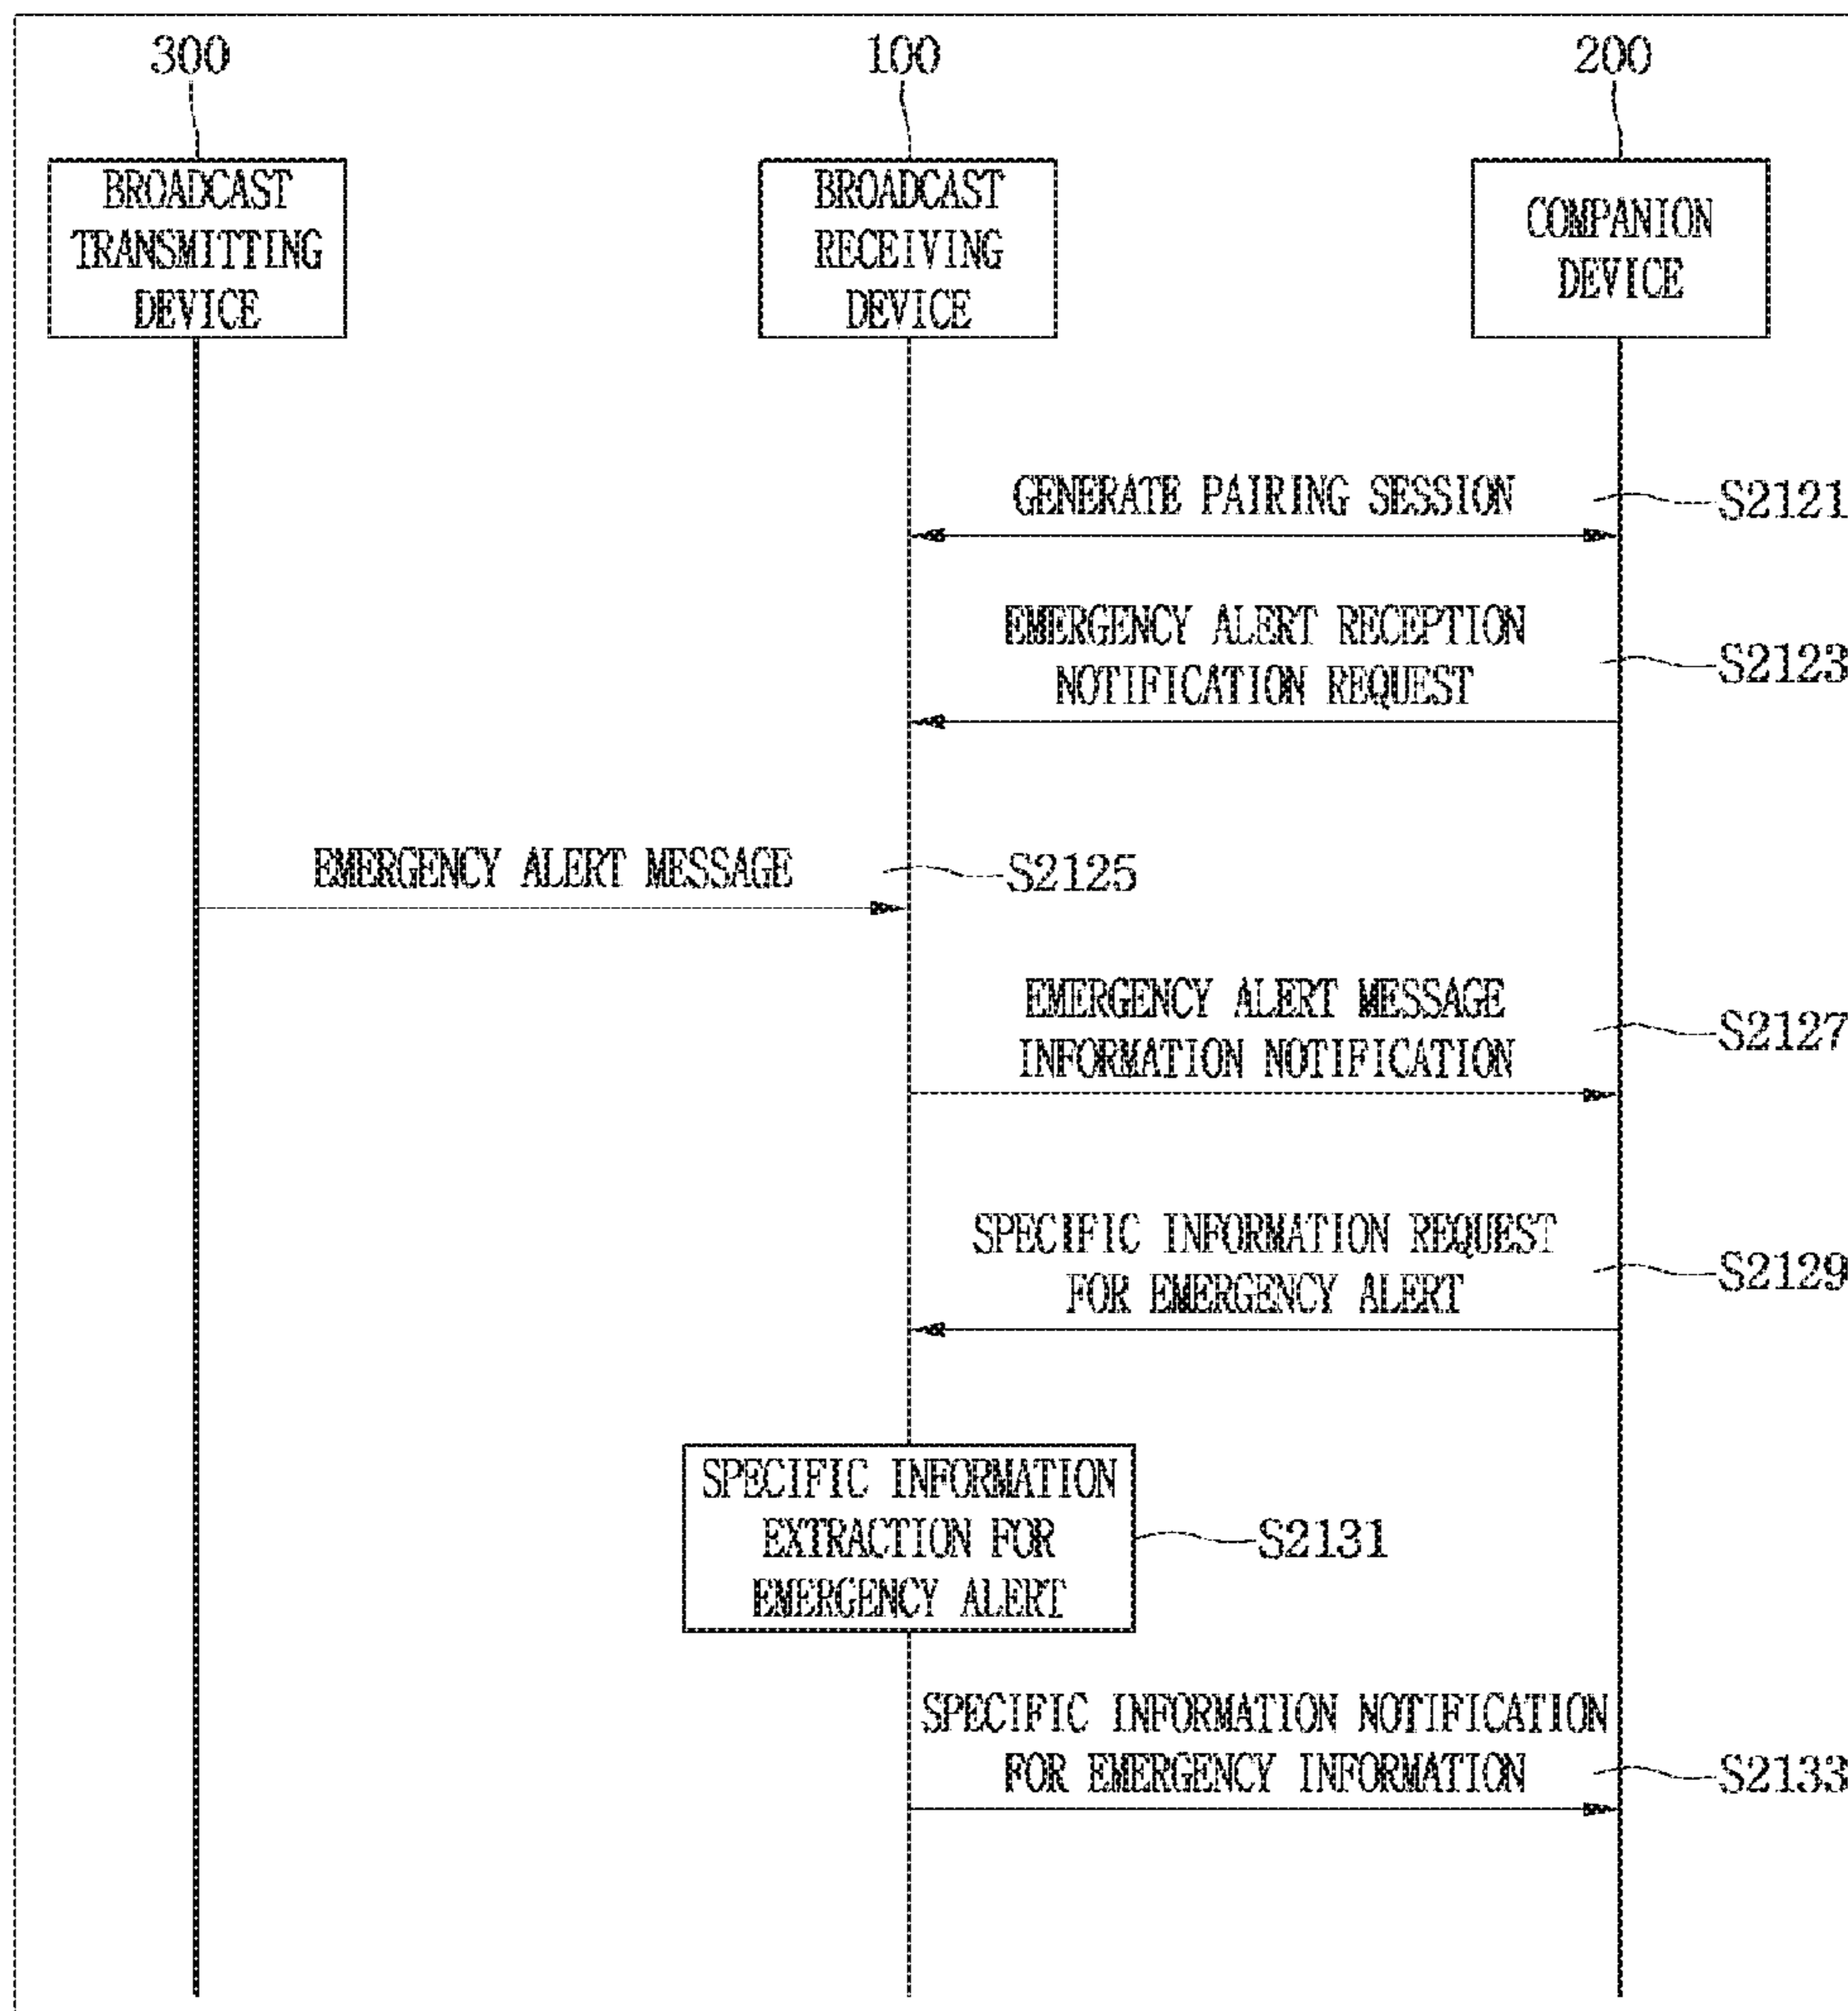 300
100
200
BROADCAST
TRANSMITTING
DEVICE
BROADCAST
RECEIVING
DEVICE
COMPANION
DEVICE
GENERATE PAIRING SESSION
S2121
EMERGENCY ALERT RECEPTION
NOTIFICATION REQUEST
S2123
EMERGENCY ALERT MESSAGE
S2125
EMERGENCY ALERT MESSAGE
INFORMATION NOTIFICATION
S2127
SPECIFIC INFORMATION REQUEST
FOR EMERGENCY ALERT
S2129
SPECIFIC INFORMATION
EXTRACTION FOR
EMERGENCY ALERT
S2131
SPECIFIC INFORMATION NOTIFICATION
FOR EMERGENCY INFORMATION
S2133